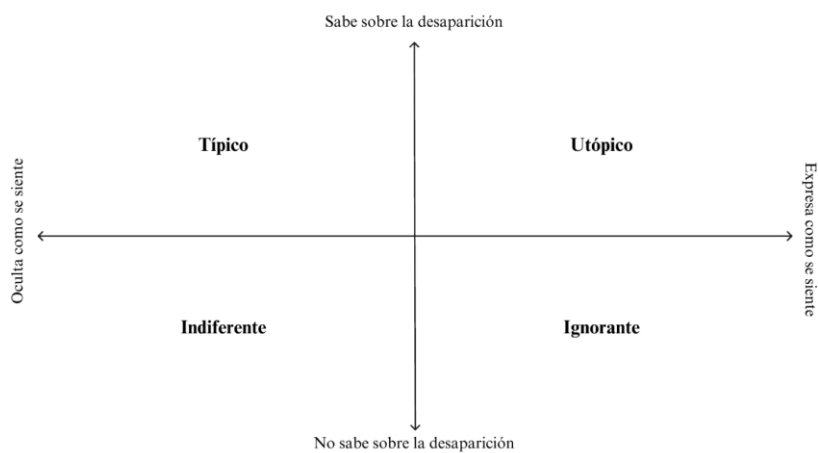 Sabe sobre la desaparición
Típico
Utópico
Oculta como se siente
Expresa como se siente
Indiferente
Ignorante
No sabe sobre la desaparición